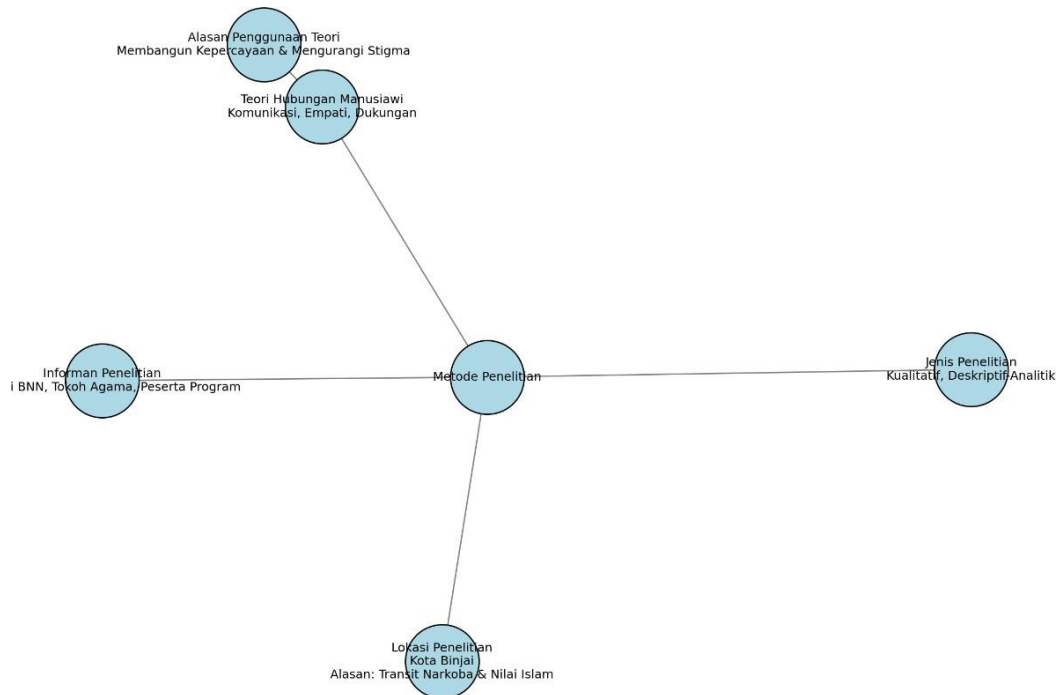 Alasan Penggunaan Teori
Membangun Kepercayaan & Mengurangi Stigma
Teori Hubungan Manusiawi
Komunikasi, Empati, Dukungan
Informan Penelitian
i BNN, Tokoh Agama, Peserta Program
Metode Penelitian
Jenis Penelitian
Kualitatif, Deskriptif-Analitik
Lokasi Penelitian
Kota Binjai
Alasan: Transit Narkoba & Nilai Islam